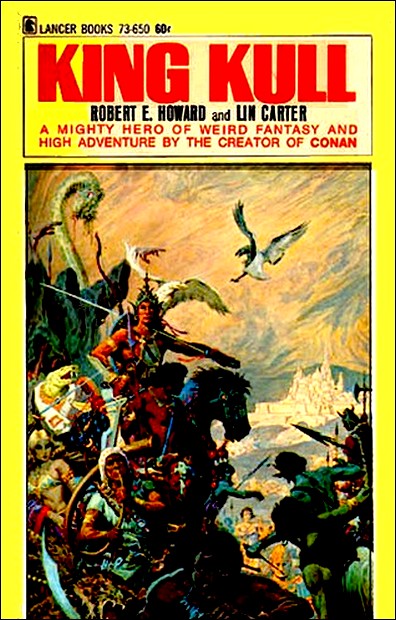 LANCER BOOKS 73-650 60¢
KING KULL
ROBERT E. HOWARD and LIN CARTER
A MIGHTY HERO OF WEIRD FANTASY AND
HIGH ADVENTURE BY THE CREATOR OF CONAN